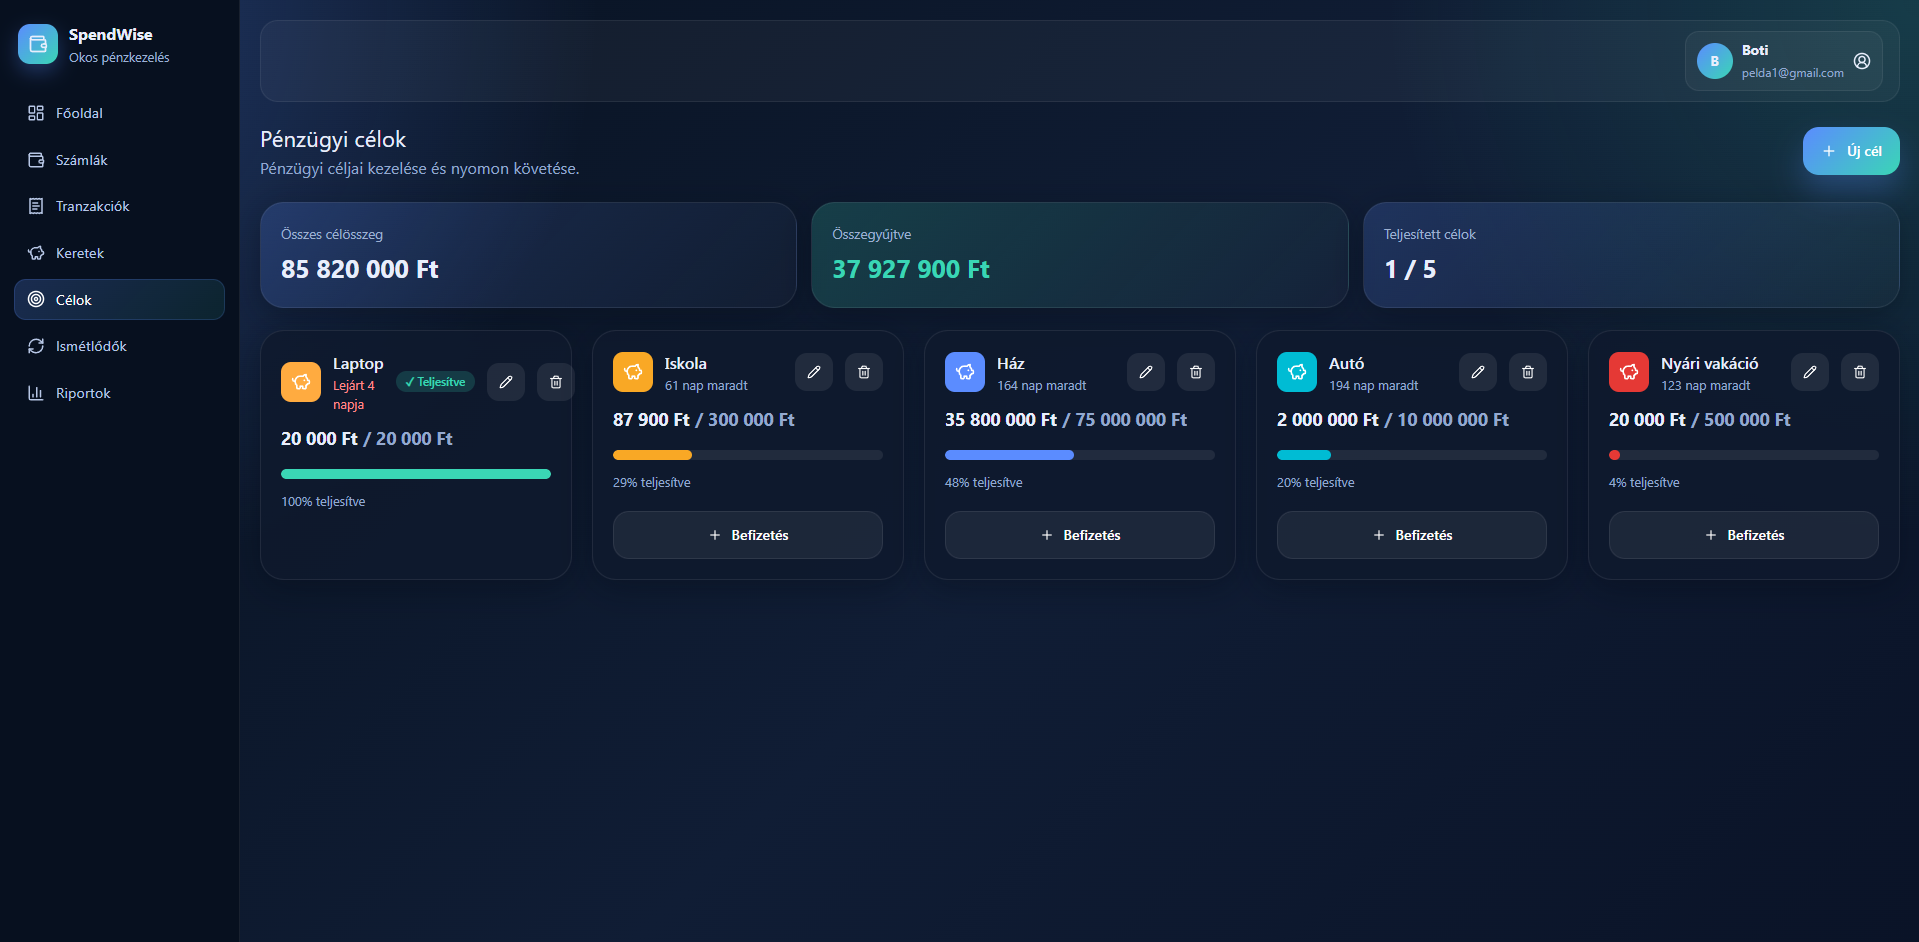 SpendWise
Okos pénzkezelés
Főoldal
Számlák
Tranzakciók
Keretek
Célok
Ismétlődők
Riportok
B
Boti
pelda1@gmail.com
Pénzügyi célok
Pénzügyi céljai kezelése és nyomon követése.
+ Új cél
Összes célösszeg
85 820 000 Ft
Összegyűjtve
37 927 900 Ft
Teljesített célok
1 / 5
Laptop
Lejárt 4
napja
✓ Teljesítve
20 000 Ft / 20 000 Ft
100% teljesítve
Iskola
61 nap maradt
87 900 Ft / 300 000 Ft
29% teljesítve
+ Befizetés
Ház
164 nap maradt
35 800 000 Ft / 75 000 000 Ft
48% teljesítve
+ Befizetés
Autó
194 nap maradt
2 000 000 Ft / 10 000 000 Ft
20% teljesítve
+ Befizetés
Nyári vakáció
123 nap maradt
20 000 Ft / 500 000 Ft
4% teljesítve
+ Befizetés